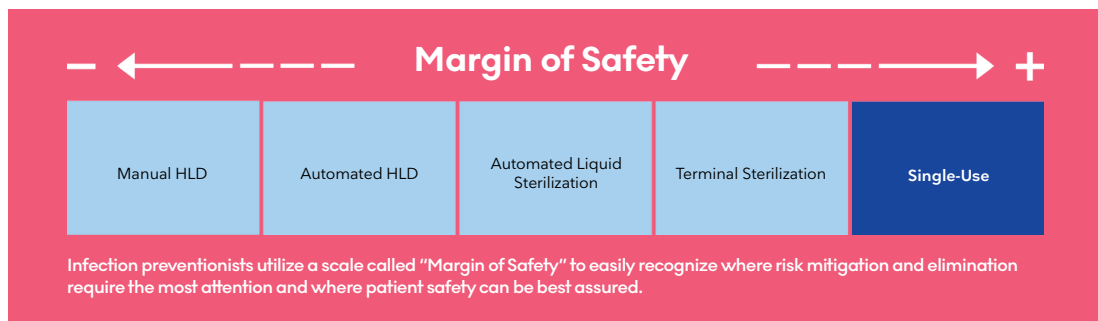 Margin of Safety
Manual HLD
Automated HLD
Automated Liquid
Sterilization
Terminal Sterilization
Single-Use
Infection preventionists utilize a scale called "Margin of Safety" to easily recognize where risk mitigation and elimination
require the most attention and where patient safety can be best assured.